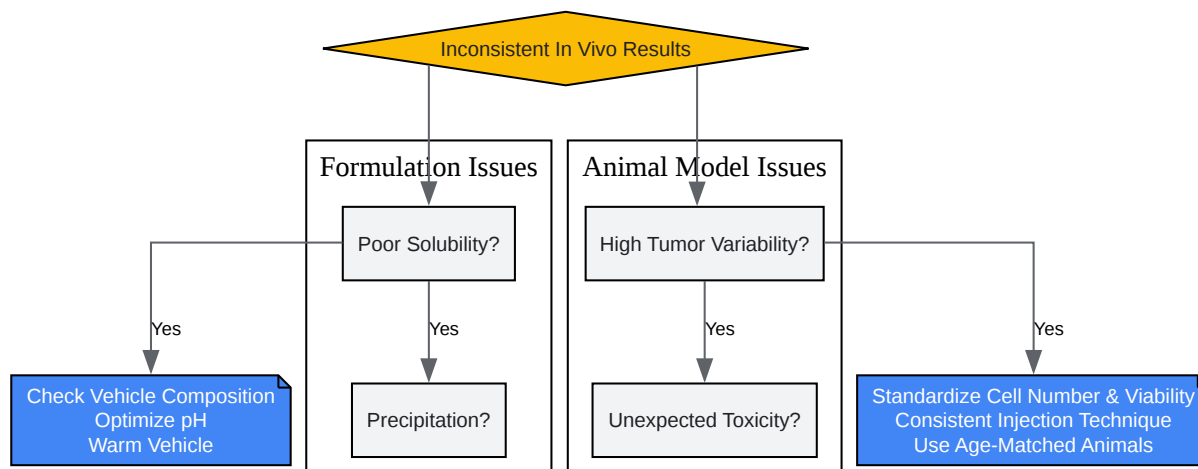 Inconsistent In Vivo Results
Formulation Issues
Animal Model Issues
Poor Solubility?
High Tumor Variability?
Yes
Yes
Yes
Yes
Check Vehicle Composition
Optimize pH
Warm Vehicle
Precipitation?
Unexpected Toxicity?
Standardize Cell Number & Viability
Consistent Injection Technique
Use Age-Matched Animals